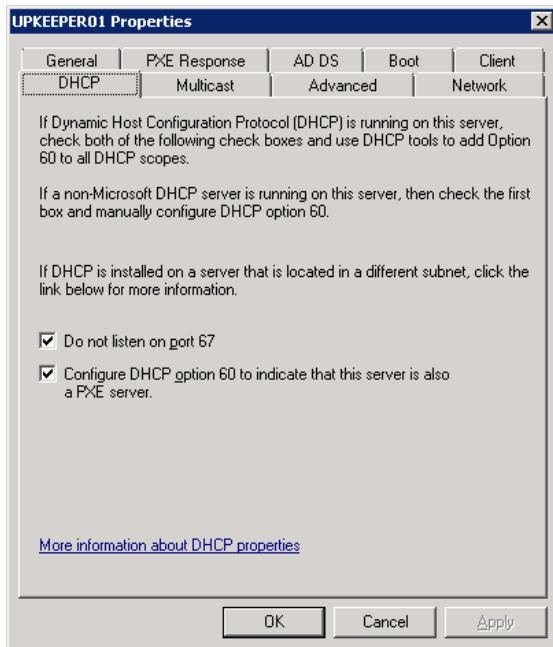 UPKEEPER01 Properties
General PXE Response AD DS Boot Client
DHCP Multicast Advanced Network
If Dynamic Host Configuration Protocol (DHCP) is running on this server,
check both of the following check boxes and use DHCP tools to add Option
60 to all DHCP scopes.
If a non-Microsoft DHCP server is running on this server, then check the first
box and manually configure DHCP option 60.
If DHCP is installed on a server that is located in a different subnet, click the
link below for more information.
Do not listen on port 67
Configure DHCP option 60 to indicate that this server is also
a PXE server.
More information about DHCP properties
OK Cancel Apply